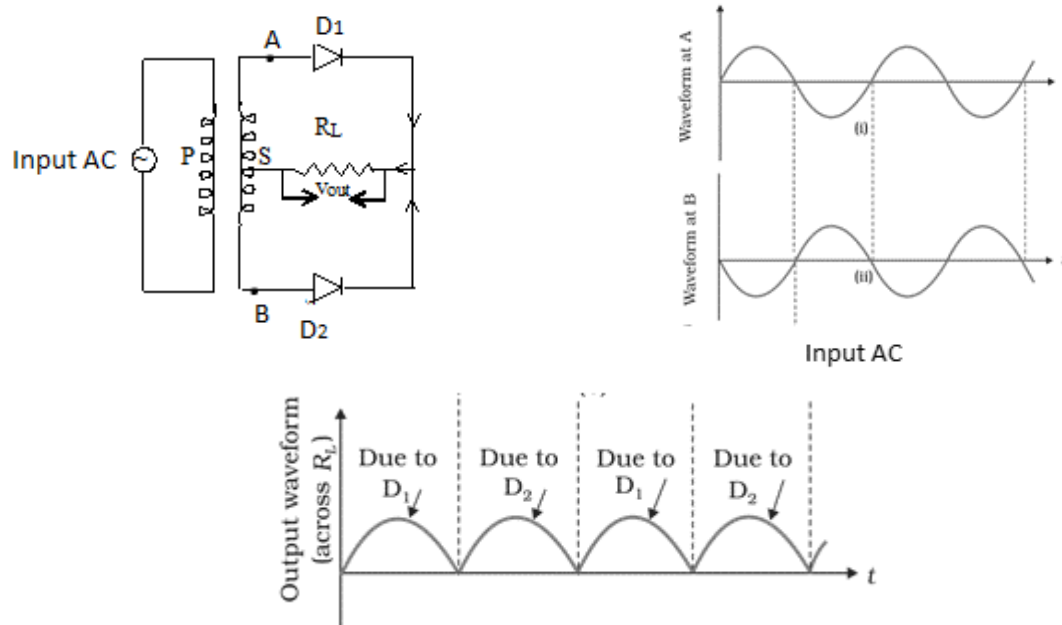 D1
A
RL
Input AC
P
S
Vout
B
D2
Waveform at A
(i)
Waveform at B
(ii)
Input AC
Output waveform
(across RL)
Due to
D1
Due to
D2
Due to
D1
Due to
D2
t